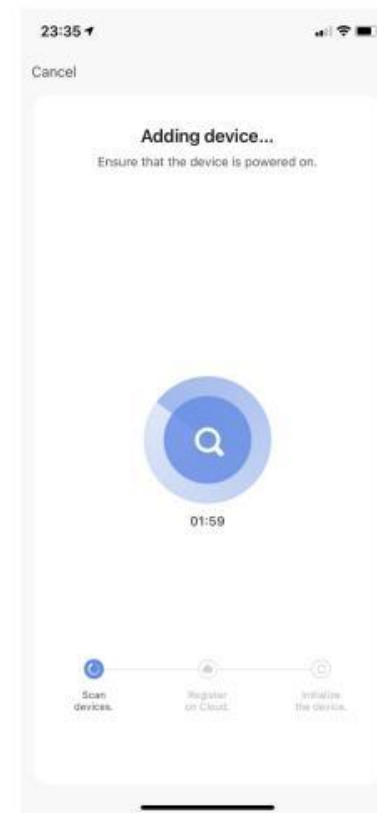 23:35
Cancel
Adding device...
Ensure that the device is powered on.
01:59
Scan
devices.
Register
on Cloud.
Initialize
the device.